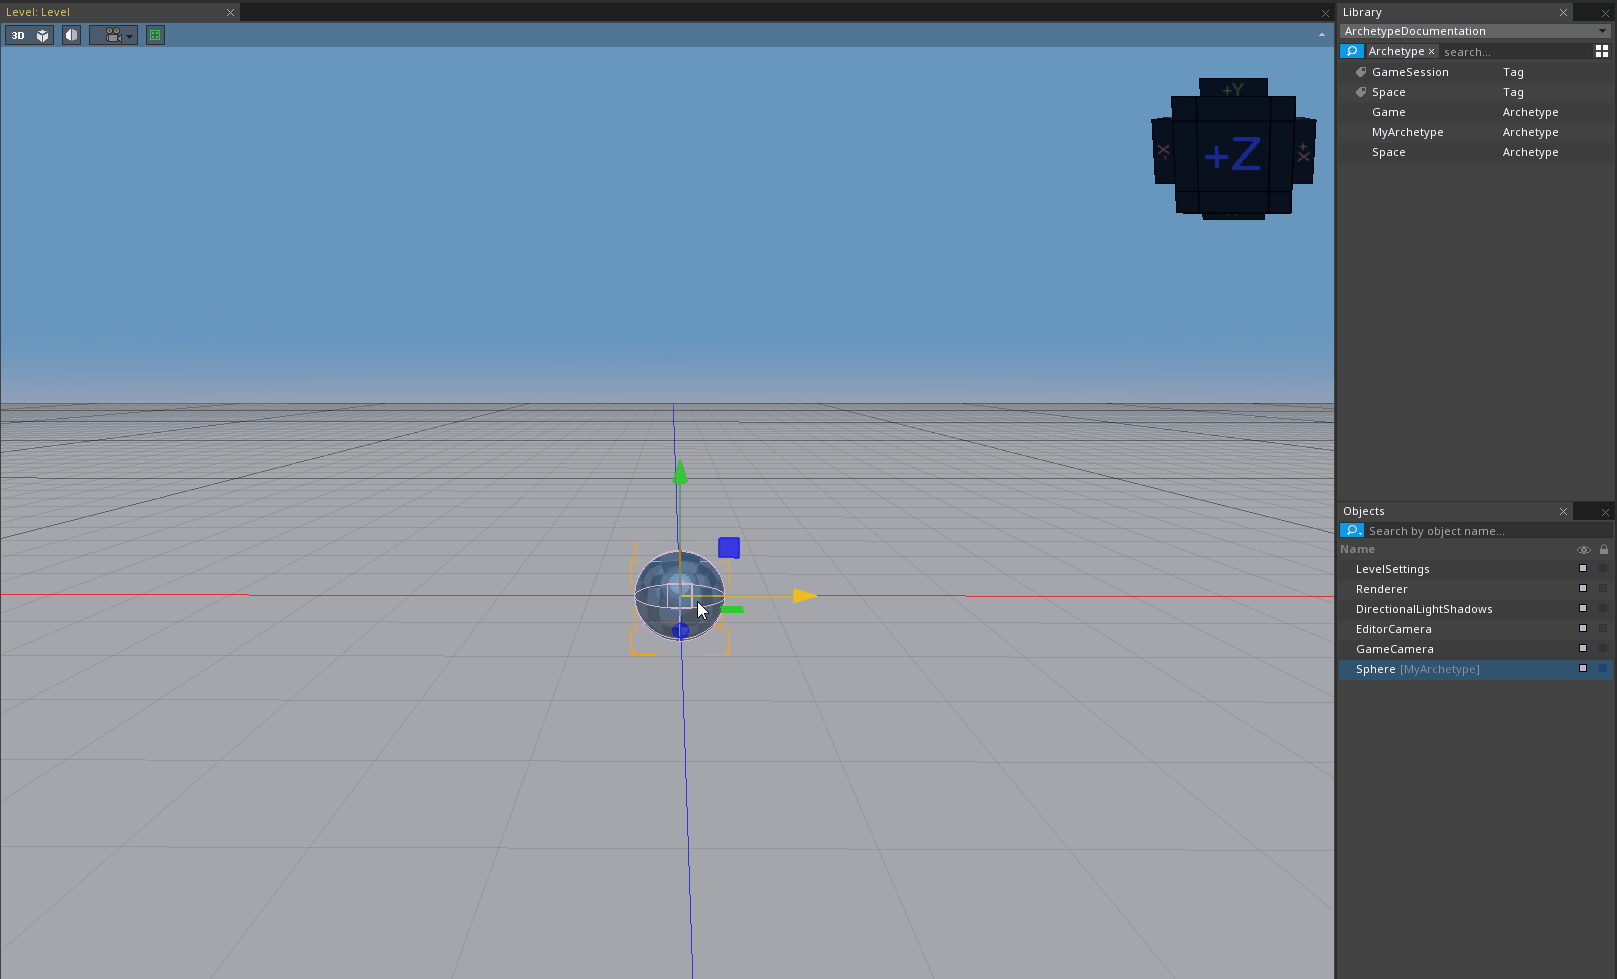 Level: Level
3D
+Y
+Z
-X
+X
Library
ArchetypeDocumentation
Archetype × search...
GameSession Tag
Space Tag
Game Archetype
MyArchetype Archetype
Space Archetype
Objects
Search by object name...
Name
LevelSettings
Renderer
DirectionalLightShadows
EditorCamera
GameCamera
Sphere [MyArchetype]